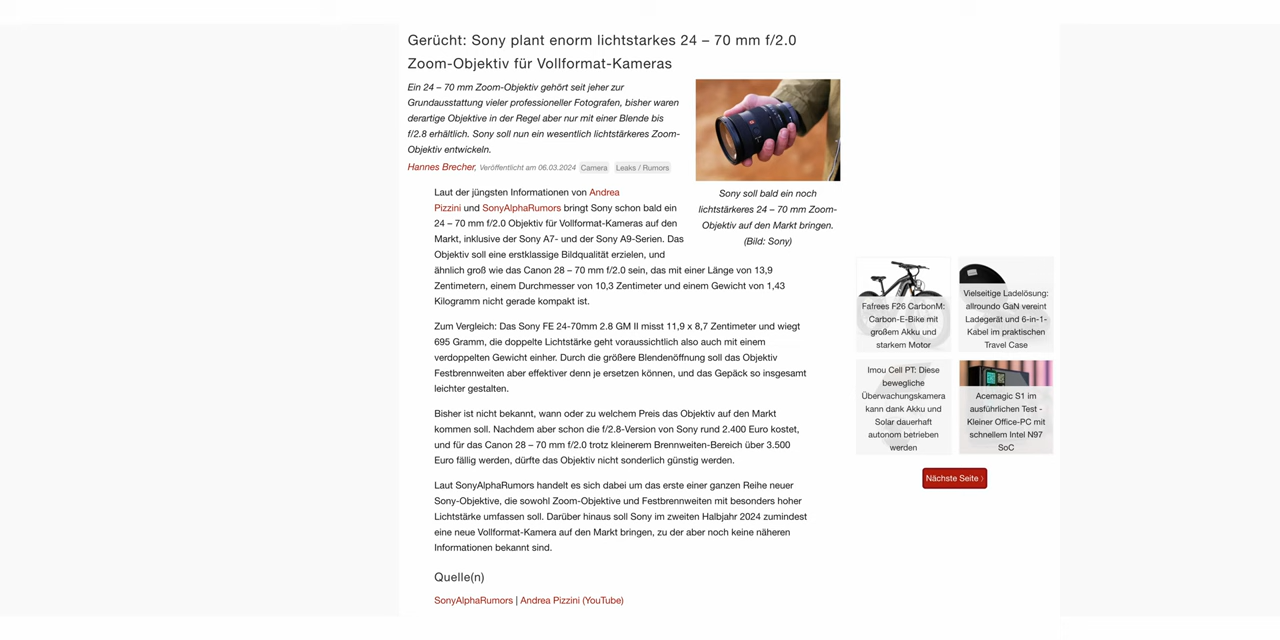 Gerücht: Sony plant enorm lichtstarkes 24 – 70 mm f/2.0
Zoom-Objektiv für Vollformat-Kameras
Ein 24 – 70 mm Zoom-Objektiv gehört seit jeher zur
Grundausstattung vieler professioneller Fotografen, bisher waren
derartige Objektive in der Regel aber nur mit einer Blende bis
f/2.8 erhältlich. Sony soll nun ein wesentlich lichtstärkeres Zoom-
Objektiv entwickeln.
Hannes Brecher, Veröffentlicht am 06.03.2024 Camera Leaks / Rumors
Sony soll bald ein noch
lichtstärkeres 24 – 70 mm Zoom-
Objektiv auf den Markt bringen.
(Bild: Sony)
Laut der jüngsten Informationen von Andrea
Pizzini und SonyAlphaRumors bringt Sony schon bald ein
24 – 70 mm f/2.0 Objektiv für Vollformat-Kameras auf den
Markt, inklusive der Sony A7- und der Sony A9-Serien. Das
Objektiv soll eine erstklassige Bildqualität erzielen, und
ähnlich groß wie das Canon 28 – 70 mm f/2.0 sein, das mit einer Länge von 13,9
Zentimetern, einem Durchmesser von 10,3 Zentimeter und einem Gewicht von 1,43
Kilogramm nicht gerade kompakt ist.
Zum Vergleich: Das Sony FE 24-70mm 2.8 GM II misst 11,9 x 8,7 Zentimeter und wiegt
695 Gramm, die doppelte Lichtstärke geht voraussichtlich also auch mit einem
verdoppelten Gewicht einher. Durch die größere Blendenöffnung soll das Objektiv
Festbrennweiten aber effektiver denn je ersetzen können, und das Gepäck so insgesamt
leichter gestalten.
Bisher ist nicht bekannt, wann oder zu welchem Preis das Objektiv auf den Markt
kommen soll. Nachdem aber schon die f/2.8-Version von Sony rund 2.400 Euro kostet,
und für das Canon 28 – 70 mm f/2.0 trotz kleinerem Brennweiten-Bereich über 3.500
Euro fällig werden, dürfte das Objektiv nicht sonderlich günstig werden.
Laut SonyAlphaRumors handelt es sich dabei um das erste einer ganzen Reihe neuer
Sony-Objektive, die sowohl Zoom-Objektive und Festbrennweiten mit besonders hoher
Lichtstärke umfassen soll. Darüber hinaus soll Sony im zweiten Halbjahr 2024 zumindest
eine neue Vollformat-Kamera auf den Markt bringen, zu der aber noch keine näheren
Informationen bekannt sind.
Quelle(n)
SonyAlphaRumors | Andrea Pizzini (YouTube)
Fafrees F26 CarbonM:
Carbon-E-Bike mit
großem Akku und
starkem Motor
Vielseitige Ladelösung:
allroundo GaN vereint
Ladegerät und 6-in-1-
Kabel im praktischen
Travel Case
Imou Cell PT: Diese
bewegliche
Überwachungskamera
kann dank Akku und
Solar dauerhaft
autonom betrieben
werden
Acemagic S1 im
ausführlichen Test -
Kleiner Office-PC mit
schnellem Intel N97
SoC
Nächste Seite 〉